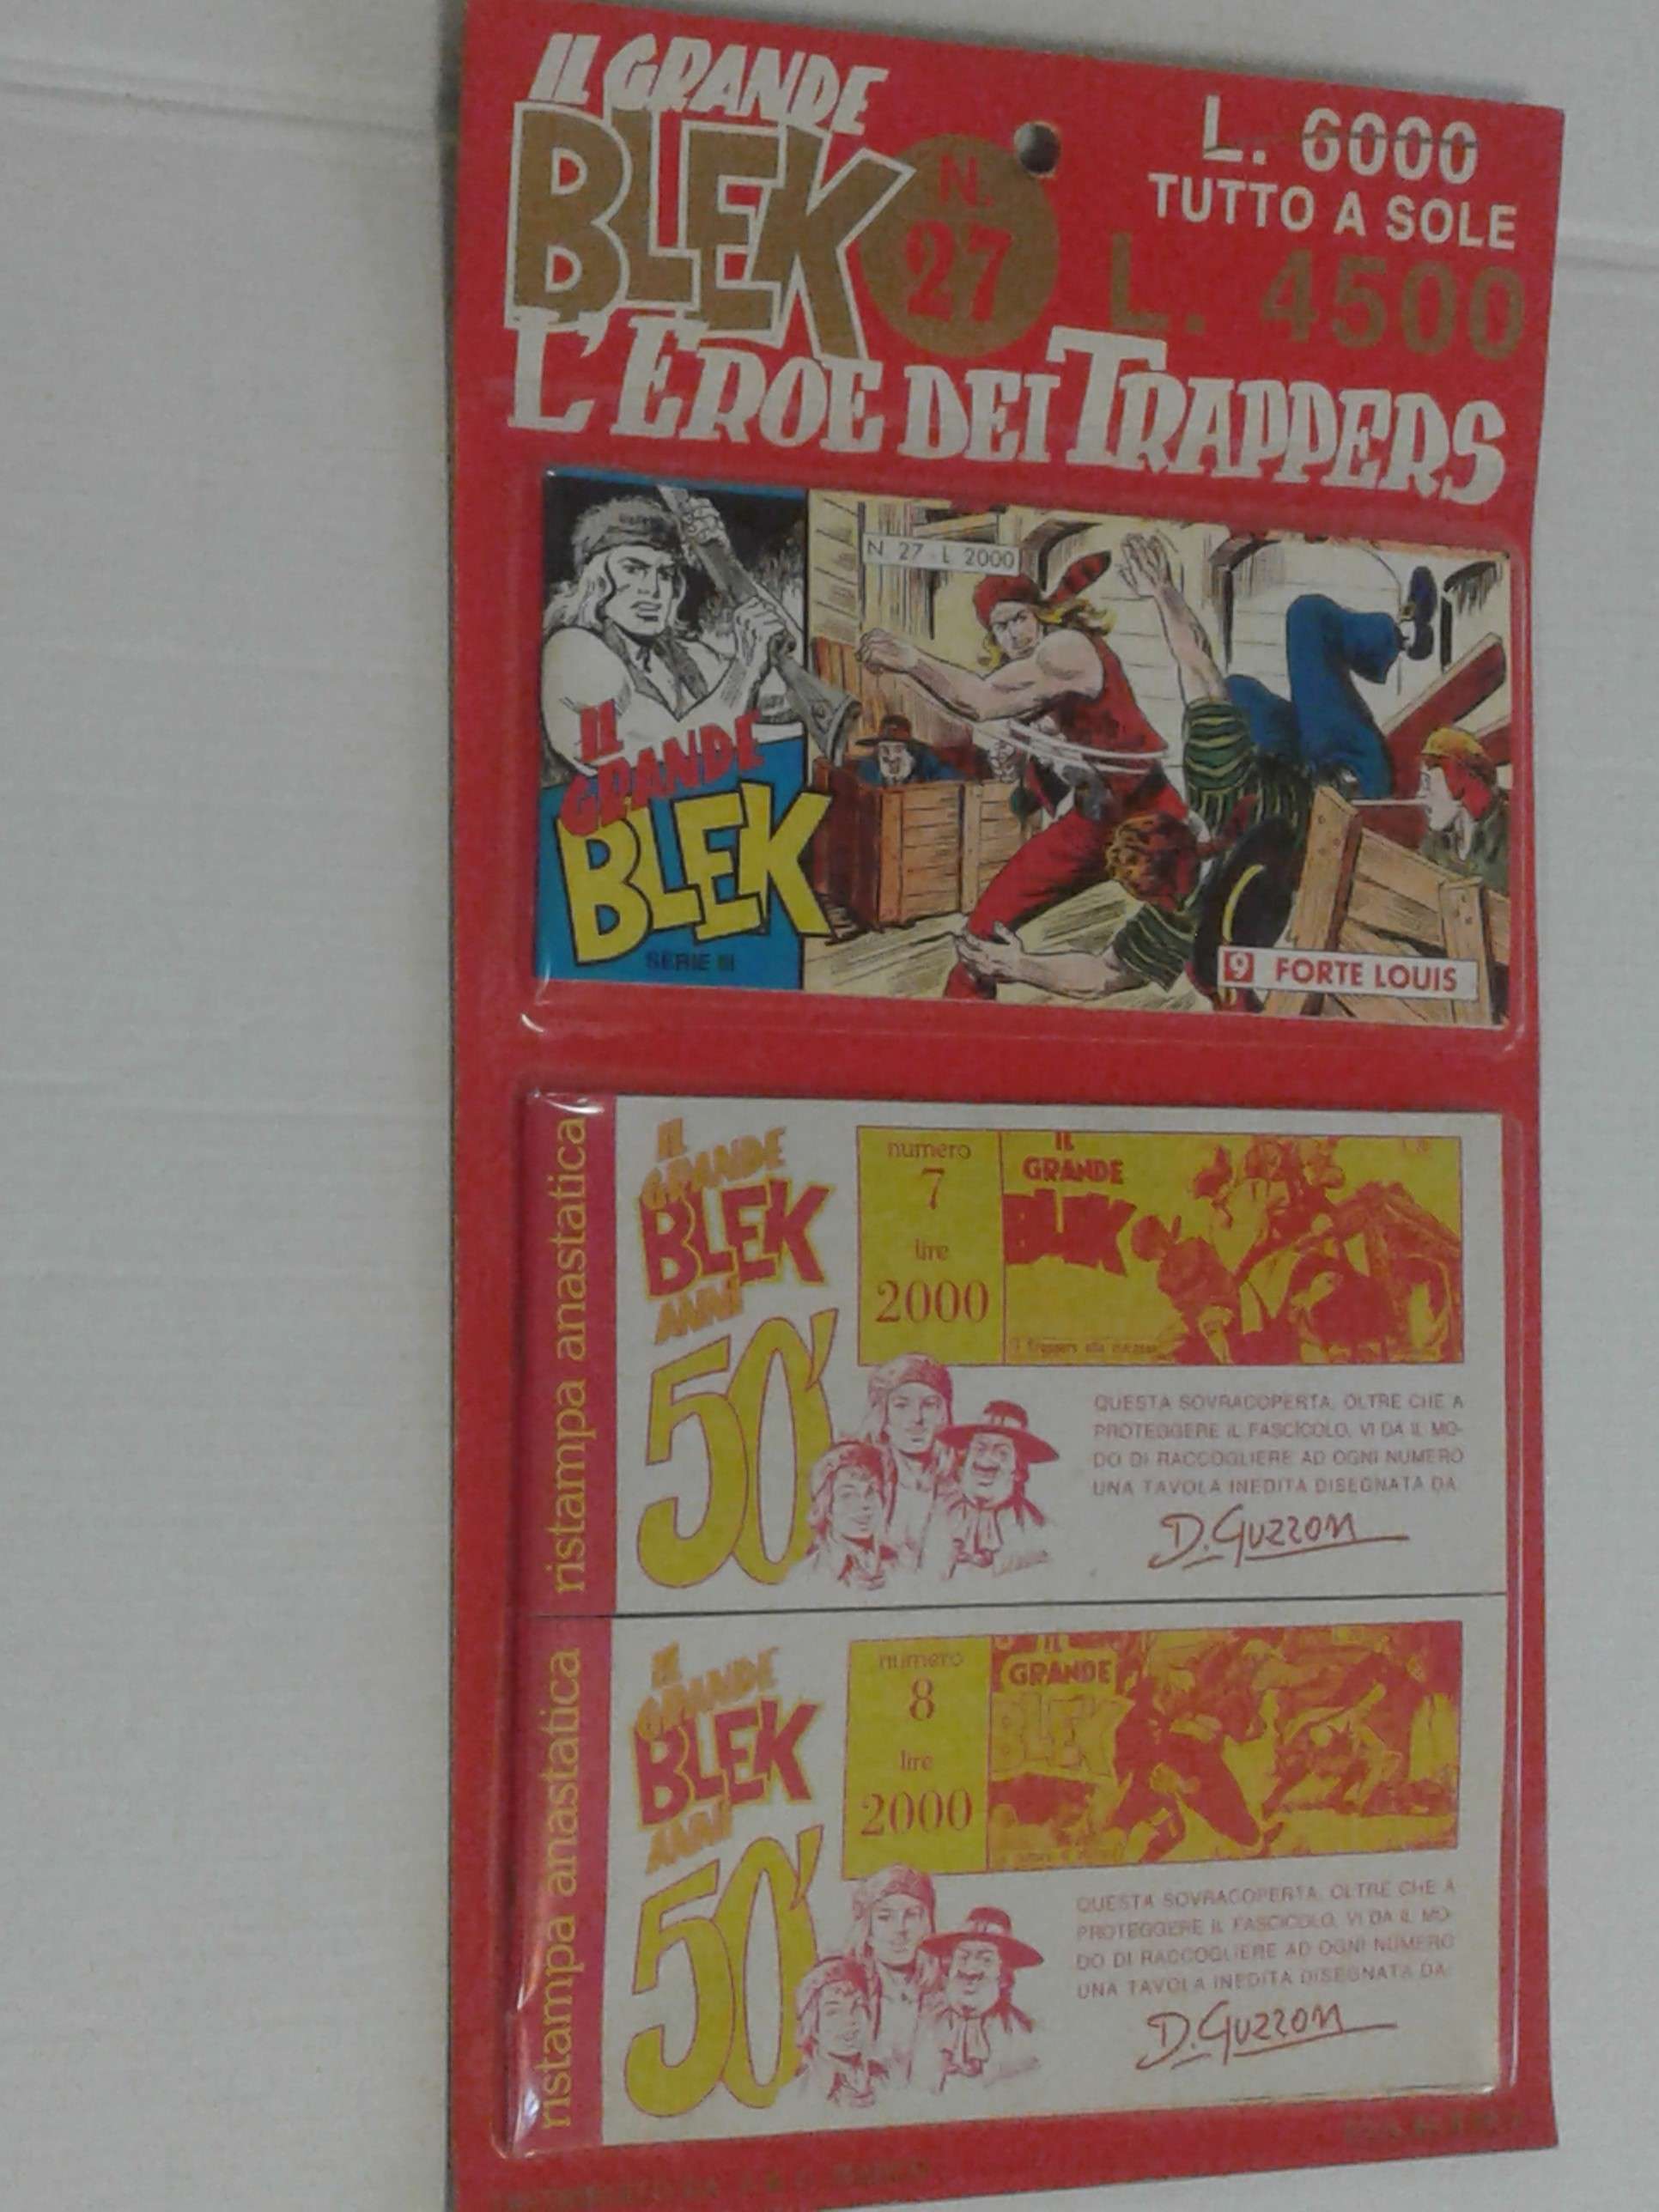 IL GRANDE
BLEK
N.
27
L. 6000
TUTTO A SOLE
L. 4500
L'EROE DEI TRAPPERS
N. 27 L. 2000
IL
GRANDE
BLEK
SERIE III
9 FORTE LOUIS
ristampa anastatica
IL
GRANDE
BLEK
ANNI
50'
numero
7
lire
2000
IL
GRANDE
BLEK
QUESTA SOVRACOPERTA, OLTRE CHE A
PROTEGGERE IL FASCICOLO, VI DA IL MO-
DO DI RACCOGLIERE AD OGNI NUMERO
UNA TAVOLA INEDITA DISEGNATA DA
D. Guzzon
ristampa anastatica
IL
GRANDE
BLEK
ANNI
50'
numero
8
lire
2000
IL
GRANDE
BLEK
QUESTA SOVRACOPERTA, OLTRE CHE A
PROTEGGERE IL FASCICOLO, VI DA IL MO-
DO DI RACCOGLIERE AD OGNI NUMERO
UNA TAVOLA INEDITA DISEGNATA DA
D. Guzzon